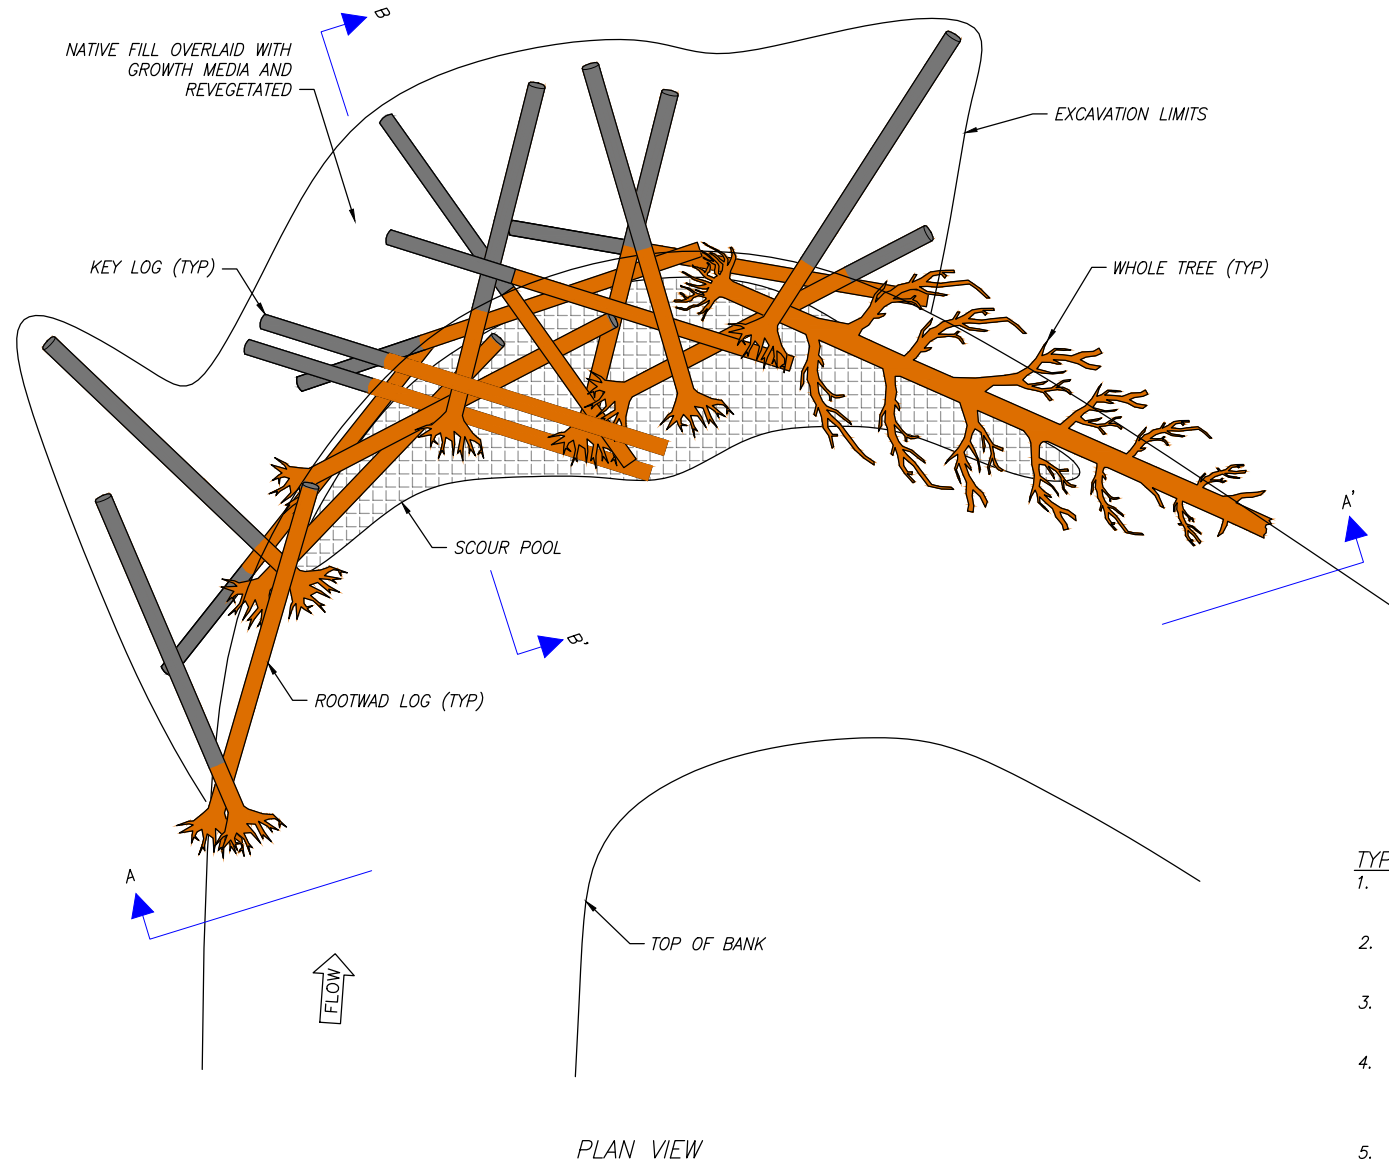 B
NATIVE FILL OVERLAID WITH
GROWTH MEDIA AND
REVEGETATED
EXCAVATION LIMITS
KEY LOG (TYP)
WHOLE TREE (TYP)
A'
SCOUR POOL
B'
ROOTWAD LOG (TYP)
TYP
1.
A
TOP OF BANK
2.
FLOW
3.
4.
PLAN VIEW
5.